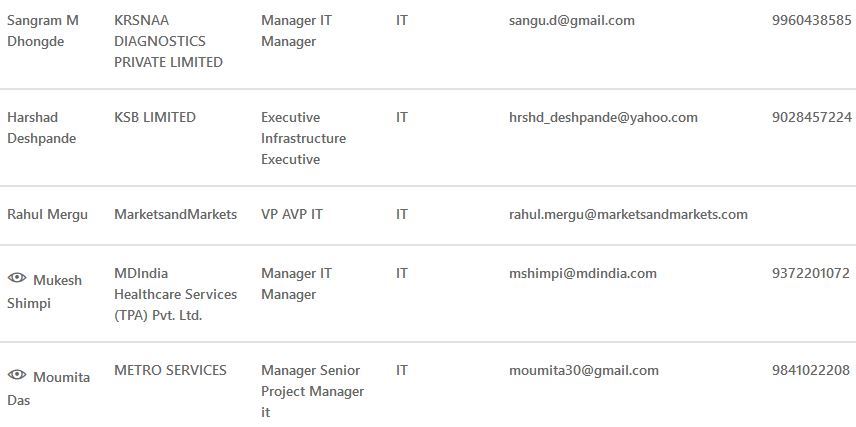 Sangram M Dhongde KRSNAA DIAGNOSTICS PRIVATE LIMITED Manager IT Manager IT sangu.d@gmail.com 9960438585
Harshad Deshpande KSB LIMITED Executive Infrastructure Executive IT hrshd_deshpande@yahoo.com 9028457224
Rahul Mergu MarketsandMarkets VP AVP IT IT rahul.mergu@marketsandmarkets.com
Mukesh Shimpi MDIndia Healthcare Services (TPA) Pvt. Ltd. Manager IT Manager IT mshimpi@mdindia.com 9372201072
Moumita Das METRO SERVICES Manager Senior Project Manager it IT moumita30@gmail.com 9841022208